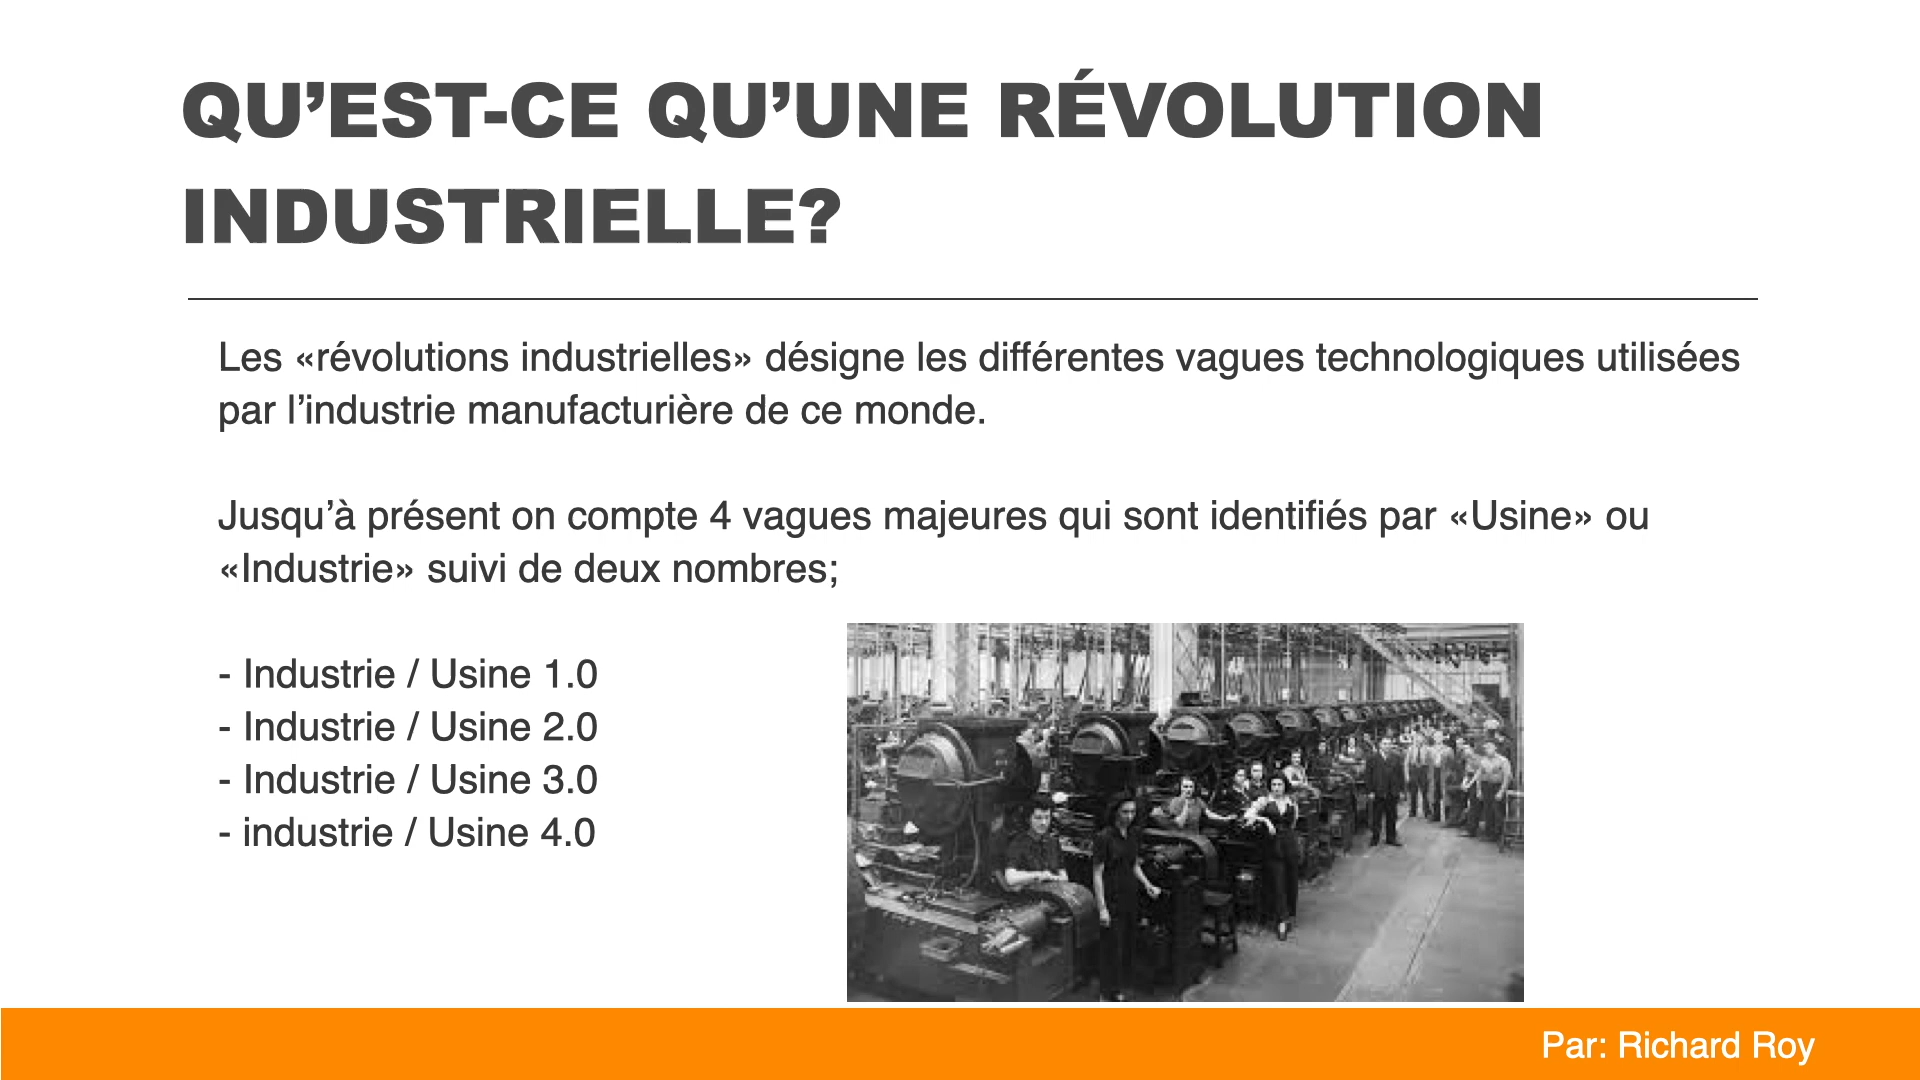 QU’EST-CE QU’UNE RÉVOLUTION
INDUSTRIELLE?
Les «révolutions industrielles» désigne les différentes vagues technologiques utilisées
par l’industrie manufacturière de ce monde.
Jusqu’à présent on compte 4 vagues majeures qui sont identifiés par «Usine» ou
«Industrie» suivi de deux nombres;
- Industrie / Usine 1.0
- Industrie / Usine 2.0
- Industrie / Usine 3.0
- industrie / Usine 4.0
Par: Richard Roy